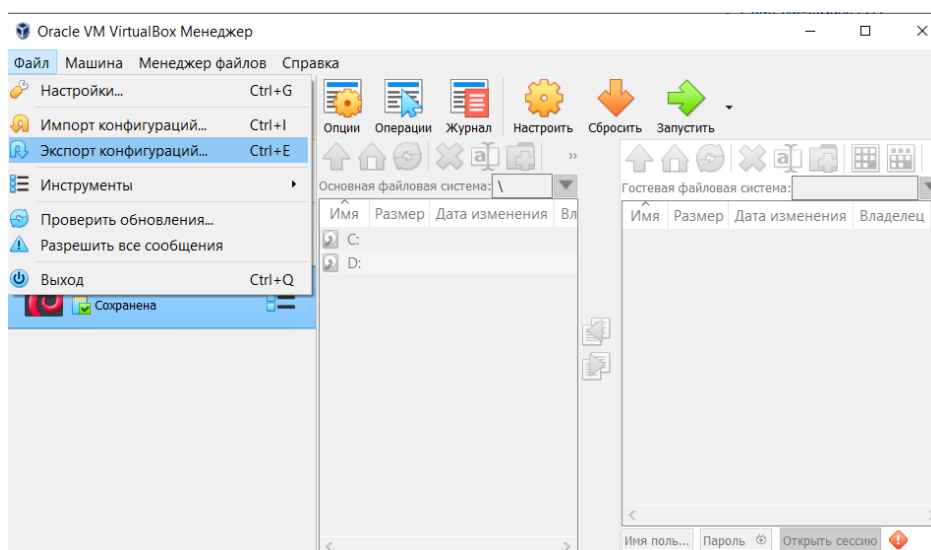 Oracle VM VirtualBox Менеджер
Файл Машина Менеджер файлов Справка
Настройки... Ctrl+G
Импорт конфигураций... Ctrl+I
Экспорт конфигураций... Ctrl+E
Инструменты
Проверить обновления...
Разрешить все сообщения
Выход Ctrl+Q
Сохранена
Опции Операции Журнал Настроить Сбросить Запустить
Основная файловая система: \
Имя Размер Дата изменения Вл
C:
D:
Гостевая файловая система:
Имя Размер Дата изменения Владелец
Имя поль... Пароль Открыть сессию